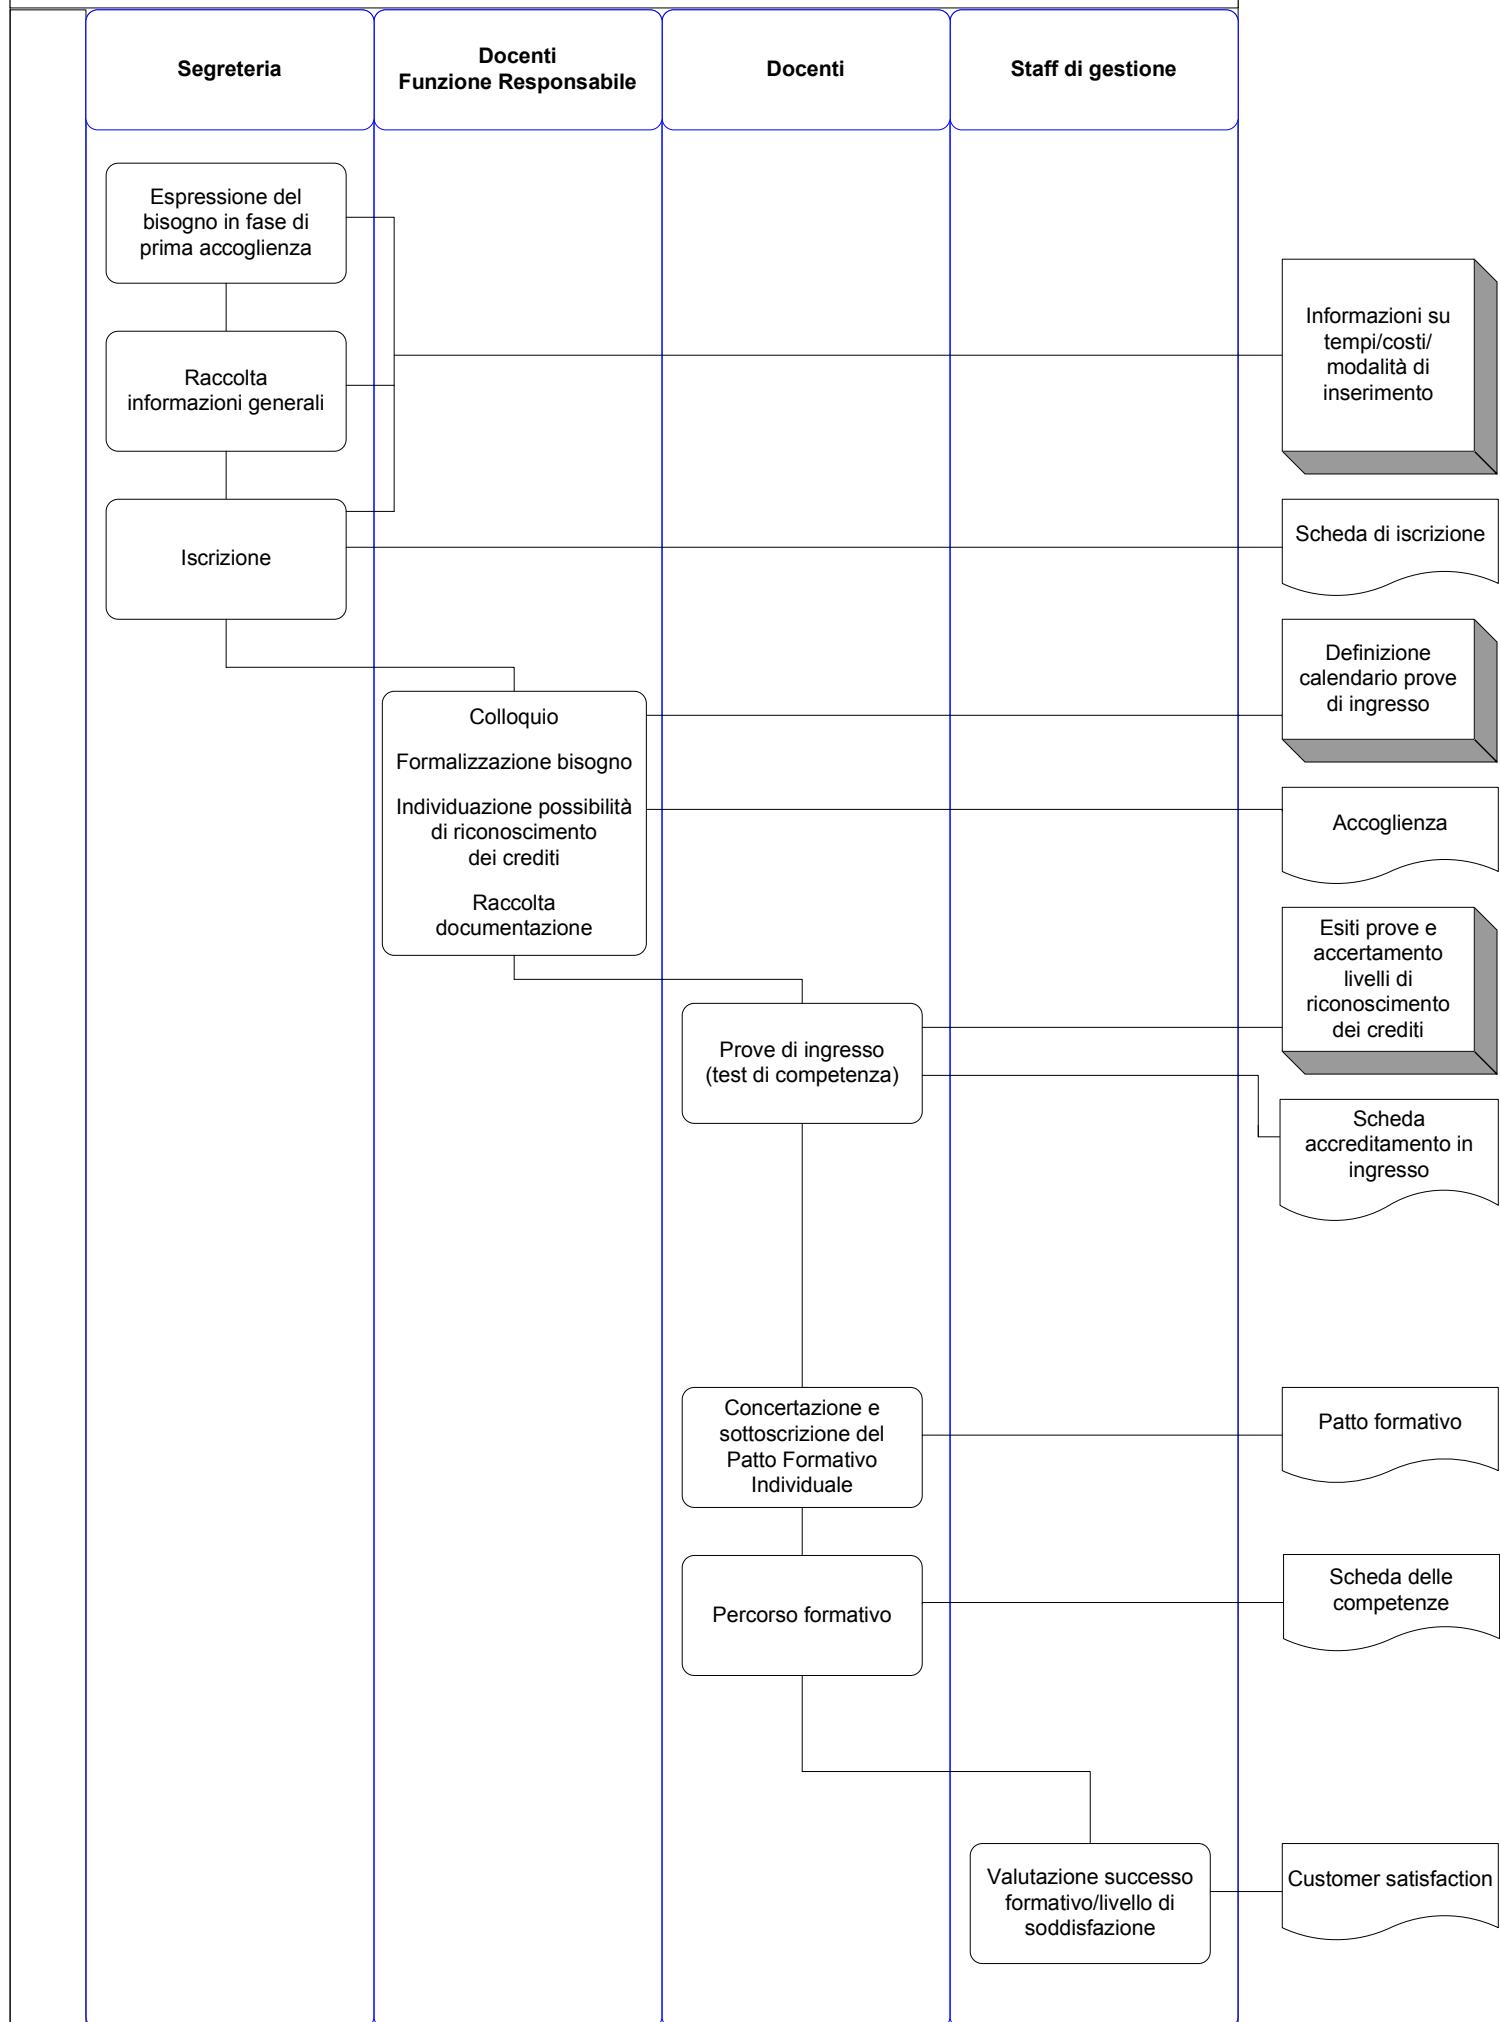 Segreteria
Docenti
Funzione Responsabile
Docenti
Staff di gestione
Espressione del
bisogno in fase di
prima accoglienza
Informazioni su
tempi/costi/
modalità di
inserimento
Raccolta
informazioni generali
Iscrizione
Scheda di iscrizione
Definizione
calendario prove
di ingresso
Colloquio
Formalizzazione bisogno
Individuazione possibilità
di riconoscimento
dei crediti
Raccolta
documentazione
Accoglienza
Esiti prove e
accertamento
livelli di
riconoscimento
dei crediti
Prove di ingresso
(test di competenza)
Scheda
accreditamento in
ingresso
Concertazione e
sottoscrizione del
Patto Formativo
Individuale
Patto formativo
Percorso formativo
Scheda delle
competenze
Valutazione successo
formativo/livello di
soddisfazione
Customer satisfaction